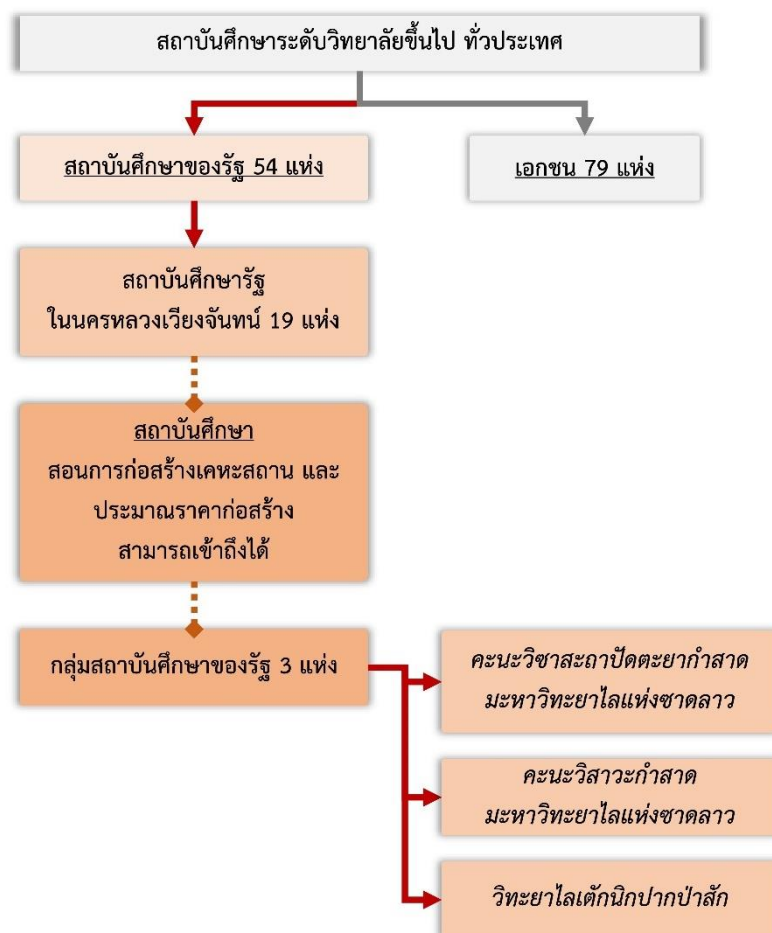 สถาบันศึกษาระดับวิทยาลัยขึ้นไป ทั่วประเทศ
สถาบันศึกษาของรัฐ 54 แห่ง
เอกชน 79 แห่ง
สถาบันศึกษารัฐ
ในนครหลวงเวียงจันทน์ 19 แห่ง
สถาบันศึกษา
สอนการก่อสร้างเคหะสถาน และ
ประมาณราคาก่อสร้าง
สามารถเข้าถึงได้
กลุ่มสถาบันศึกษาของรัฐ 3 แห่ง
คะนะวิชาสะถาปัดตะยากำสาด
มะหาวิทะยาไลแห่งซาดลาว
คะนะวิสาวะกำสาด
มะหาวิทะยาไลแห่งซาดลาว
วิทะยาไลเต้กนิกปากป่าสัก